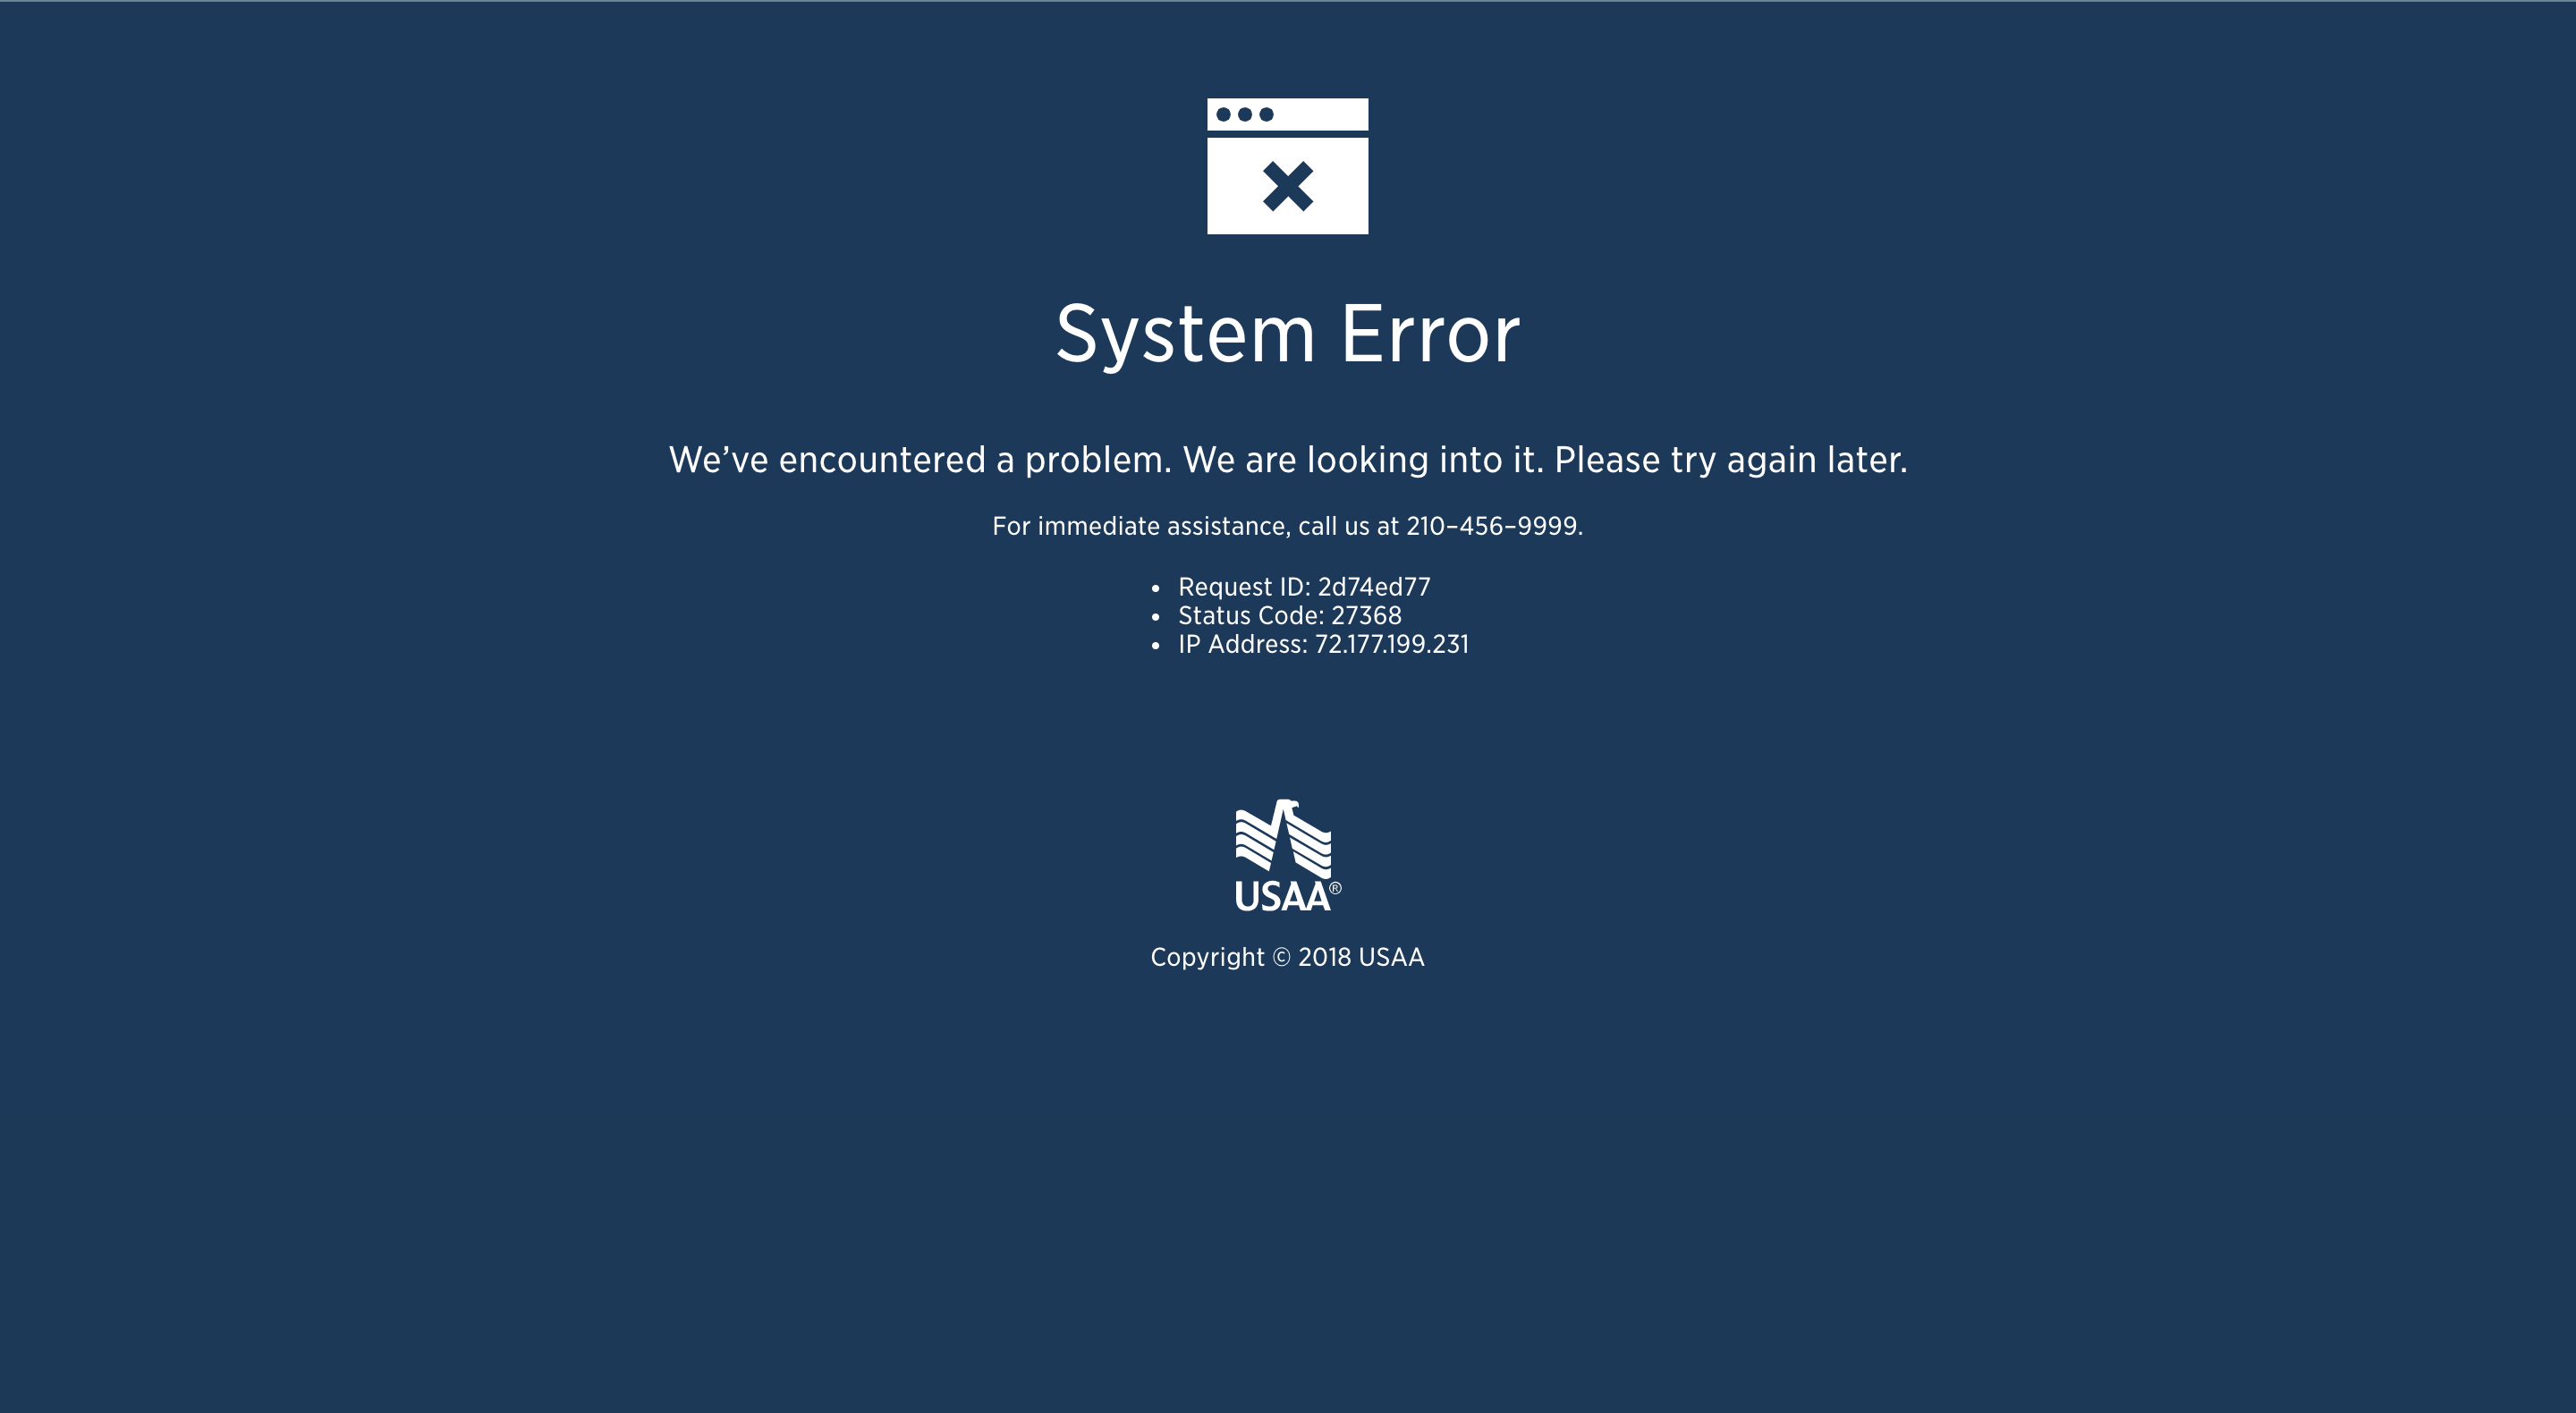 System Error
We’ve encountered a problem. We are looking into it. Please try again later.
For immediate assistance, call us at 210–456–9999.
• Request ID: 2d74ed77
• Status Code: 27368
• IP Address: 72.177.199.231
USAA®
Copyright © 2018 USAA